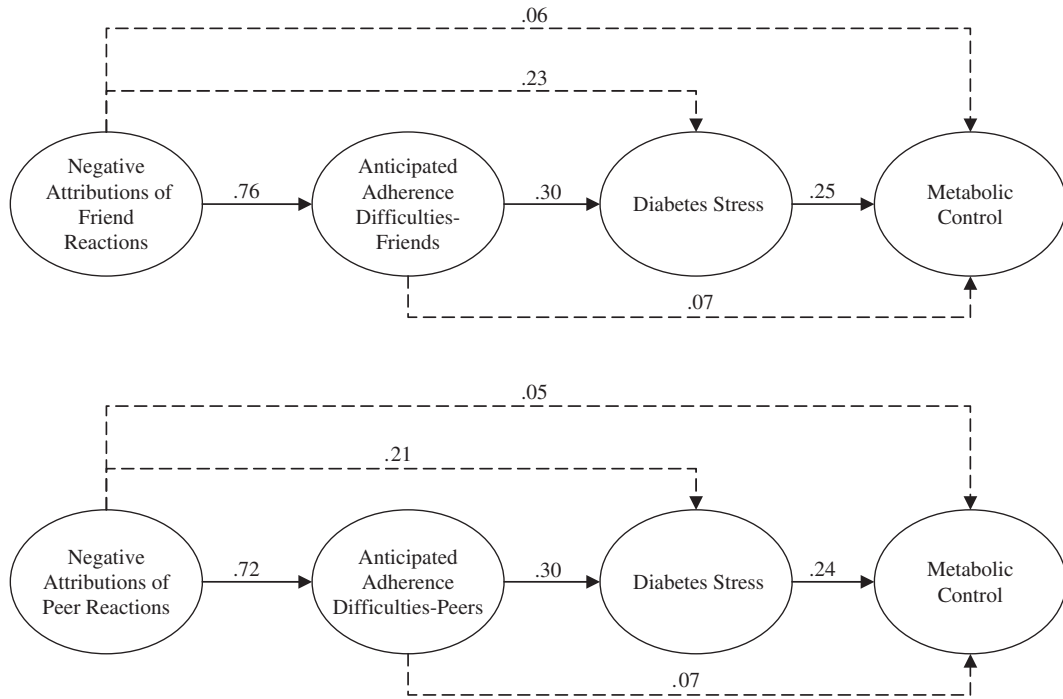 .06
.23
Negative
Attributions of
Friend
Reactions
.76
Anticipated
Adherence
Difficulties-
Friends
.30
Diabetes Stress
.25
Metabolic
Control
.07
.05
.21
Negative
Attributions of
Peer Reactions
.72
Anticipated
Adherence
Difficulties-Peers
.30
Diabetes Stress
.24
Metabolic
Control
.07